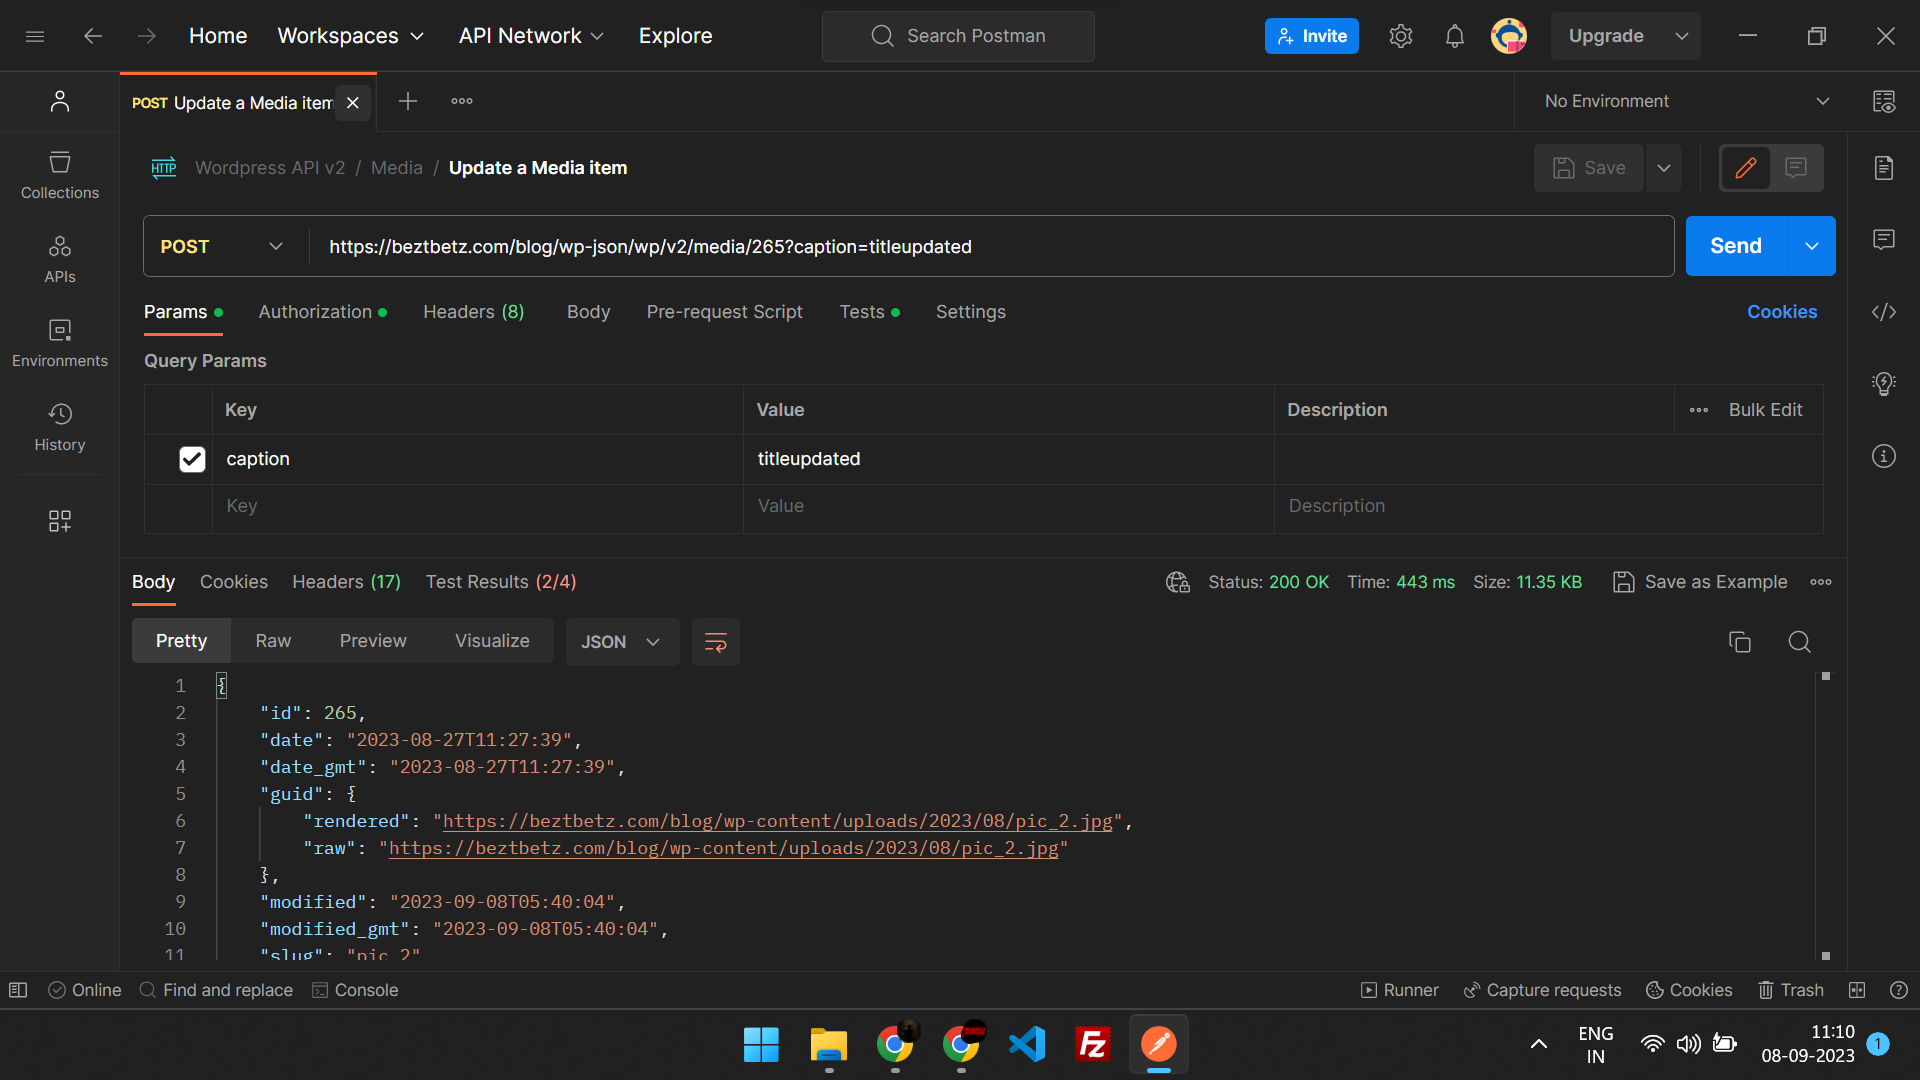 Home Workspaces API Network Explore Search Postman Invite Upgrade
POST Update a Media item No Environment
HTTP Wordpress API v2 / Media / Update a Media item Save
Collections
POST https://beztbetz.com/blog/wp-json/wp/v2/media/265?caption=titleupdated Send
APIs
Params Authorization Headers (8) Body Pre-request Script Tests Settings Cookies
Environments
Query Params
Key Value Description Bulk Edit
History
caption titleupdated
Key Value Description
Body Cookies Headers (17) Test Results (2/4) Status: 200 OK Time: 443 ms Size: 11.35 KB Save as Example
Pretty Raw Preview Visualize JSON
1 {
2 "id": 265,
3 "date": "2023-08-27T11:27:39",
4 "date_gmt": "2023-08-27T11:27:39",
5 "guid": {
6 "rendered": "https://beztbetz.com/blog/wp-content/uploads/2023/08/pic_2.jpg",
7 "raw": "https://beztbetz.com/blog/wp-content/uploads/2023/08/pic_2.jpg"
8 },
9 "modified": "2023-09-08T05:40:04",
10 "modified_gmt": "2023-09-08T05:40:04",
11 "slug": "pic_2"
Online Find and replace Console Runner Capture requests Cookies Trash
Fz
ENG
IN
11:10
08-09-2023
1